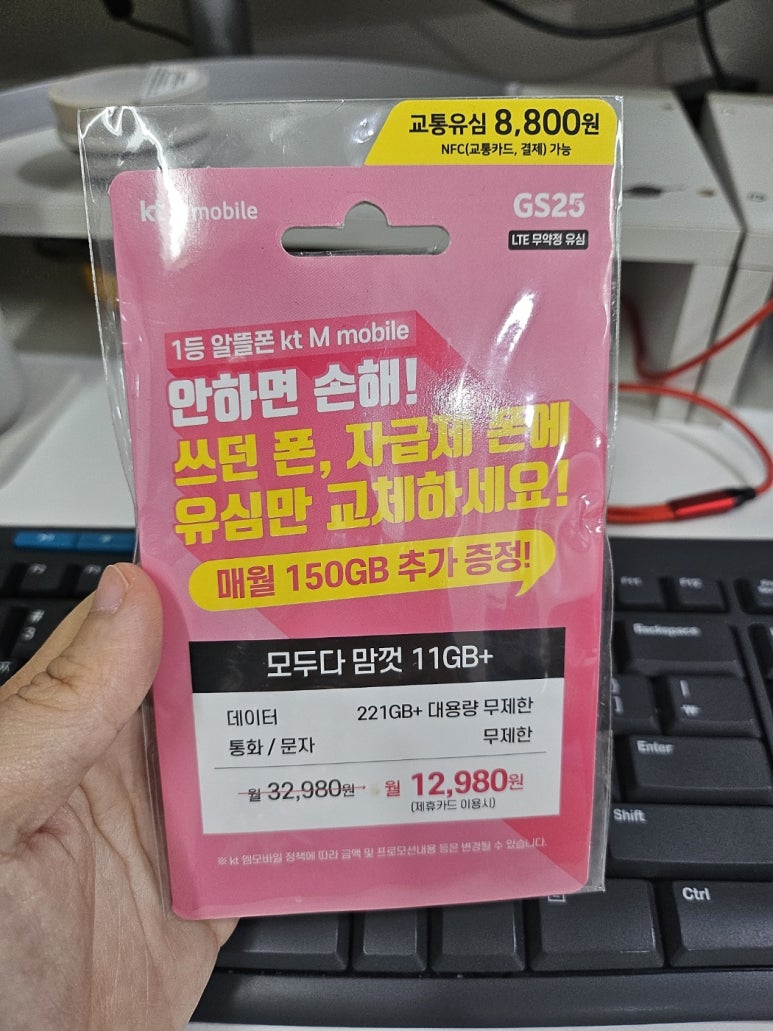 교통유심 8,800원
NFC(교통카드, 결제) 가능
kt M mobile
GS25
LTE 무약정 유심
1등 알뜰폰 kt M mobile
안하면 손해!
쓰던 폰, 자급제 폰에
유심만 교체하세요!
매월 150GB 추가 증정!
모두다 맘껏 11GB+
데이터 221GB+ 대용량 무제한
통화 / 문자 무제한
월 32,980원→ 월 12,980원
(제휴카드 이용시)
※ kt 엠모바일 정책에 따라 금액 및 프로모션내용 등은 변경될 수 있습니다.
Backspace
Enter
Shift
Ctrl